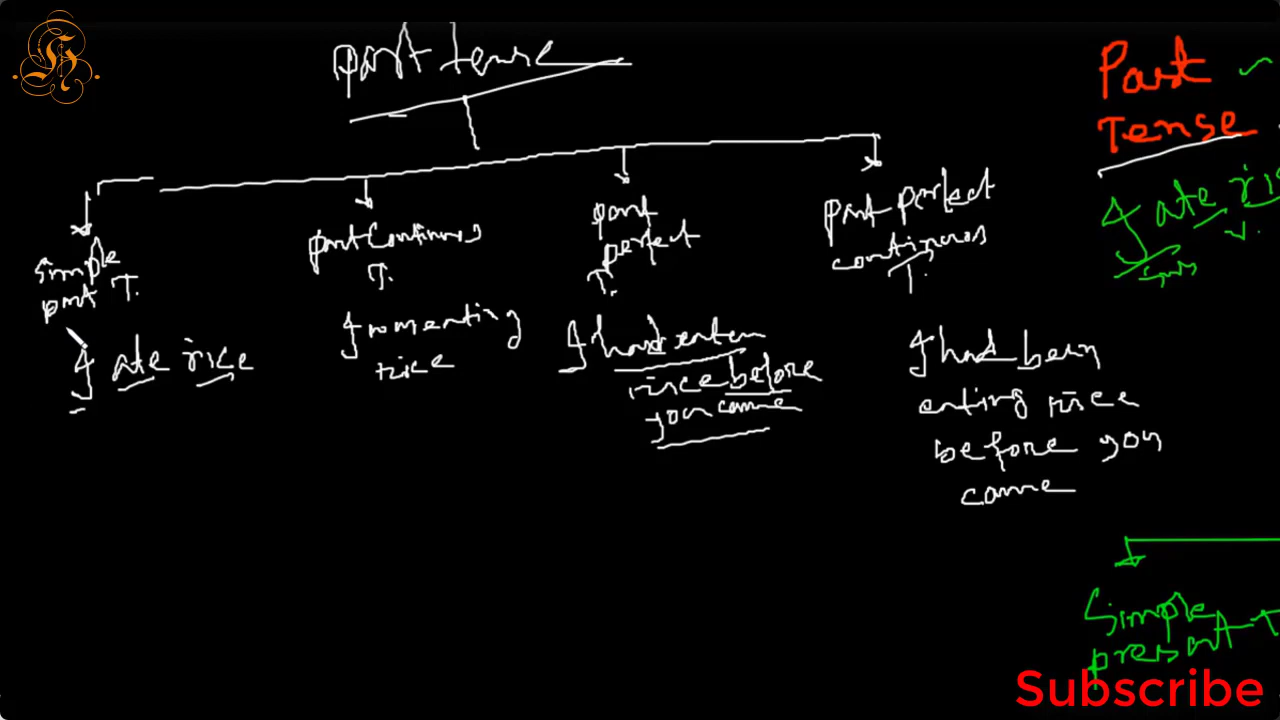 past tense
simple
past T.
I ate rice
past Continuous
T.
I was eating
rice
past
perfect
T.
I had eaten
rice before
you came
past perfect
continuous
T.
I had been
eating rice
before you
came
Past
Tense
I ate
Simple
present T
Subscribe